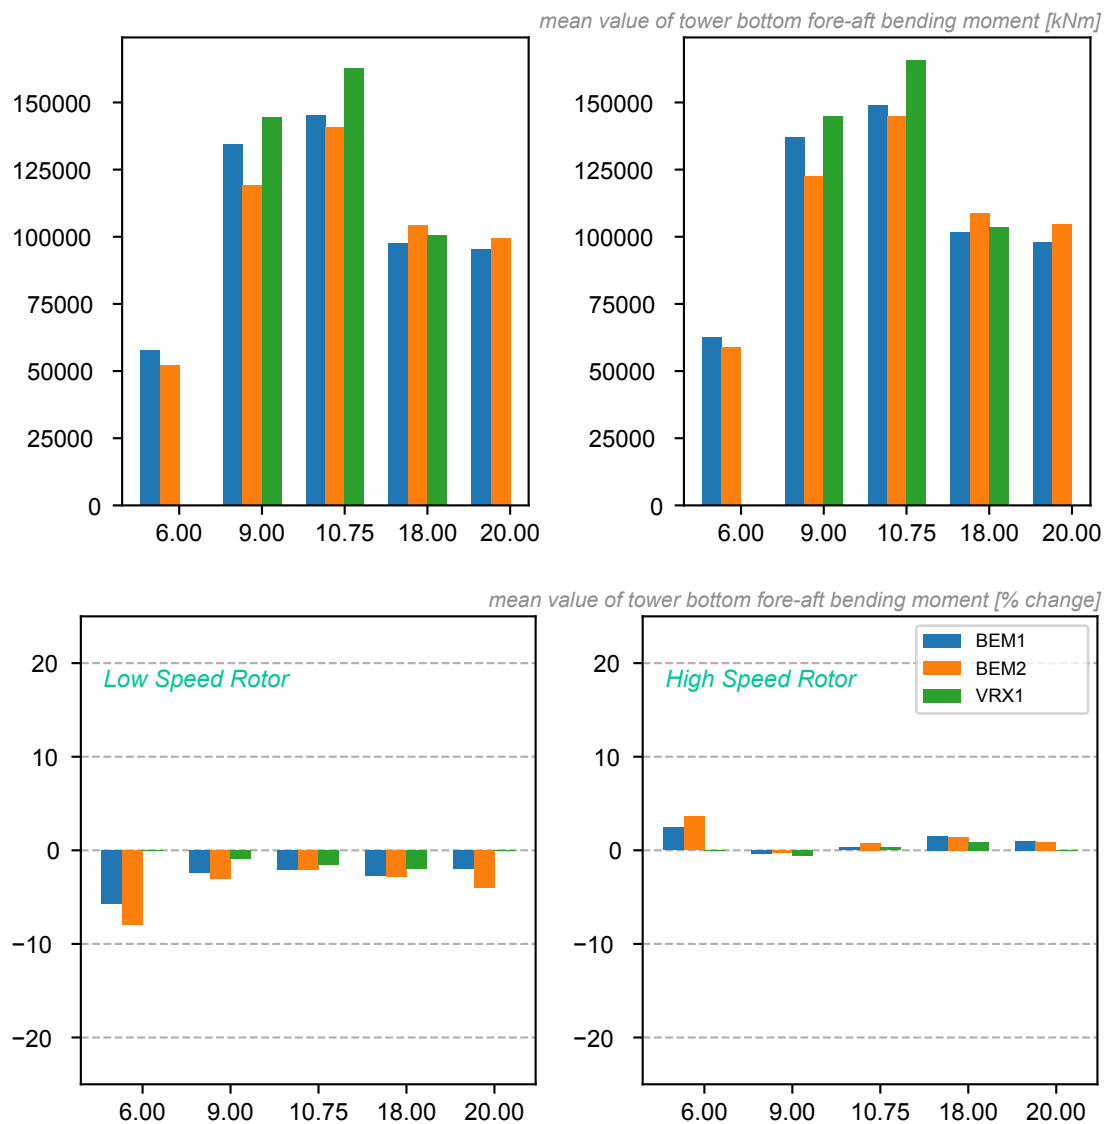 mean value of tower bottom fore-aft bending moment [kNm]
150000
125000
100000
75000
50000
25000
0
6.00 9.00 10.75 18.00 20.00
150000
125000
100000
75000
50000
25000
0
6.00 9.00 10.75 18.00 20.00
mean value of tower bottom fore-aft bending moment [% change]
Low Speed Rotor
20
10
0
−10
−20
6.00 9.00 10.75 18.00 20.00
High Speed Rotor
BEM1
BEM2
VRX1
20
10
0
−10
−20
6.00 9.00 10.75 18.00 20.00